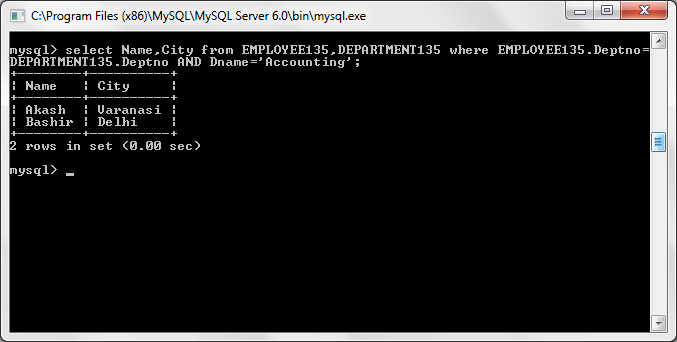 C:\Program Files (x86)\MySQL\MySQL Server 6.0\bin\mysql.exe
mysql> select Name,City from EMPLOYEE135,DEPARTMENT135 where EMPLOYEE135.Deptno=
DEPARTMENT135.Deptno AND Dname='Accounting';
+--------+----------+
| Name   | City     |
+--------+----------+
| Akash  | Varanasi |
| Bashir | Delhi    |
+--------+----------+
2 rows in set (0.00 sec)
mysql> _